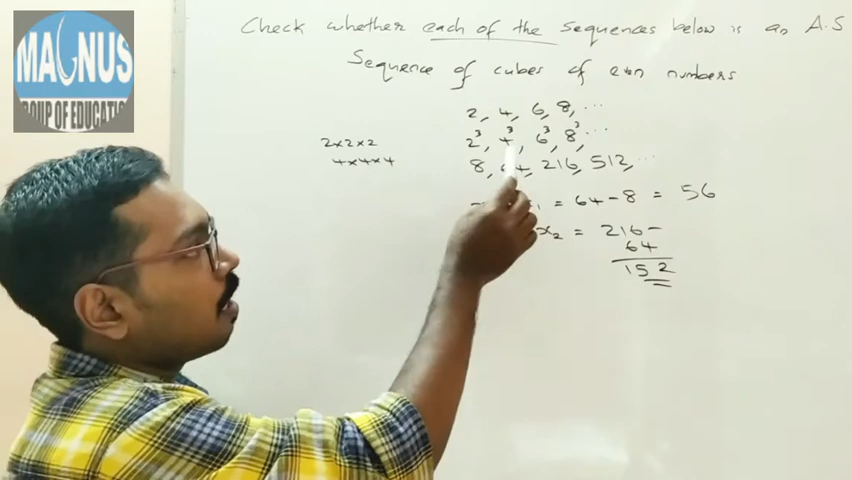 MAGNUS
GROUP OF EDUCATION
Check whether each of the sequences below is an A.S
Sequence of cubes of even numbers
2, 4, 6, 8, ...
2³, 4³, 6³, 8³, ...
2×2×2
4×4×4
8, 64, 216, 512, ...
= 64 - 8 = 56
x₂ = 216 -
64
152